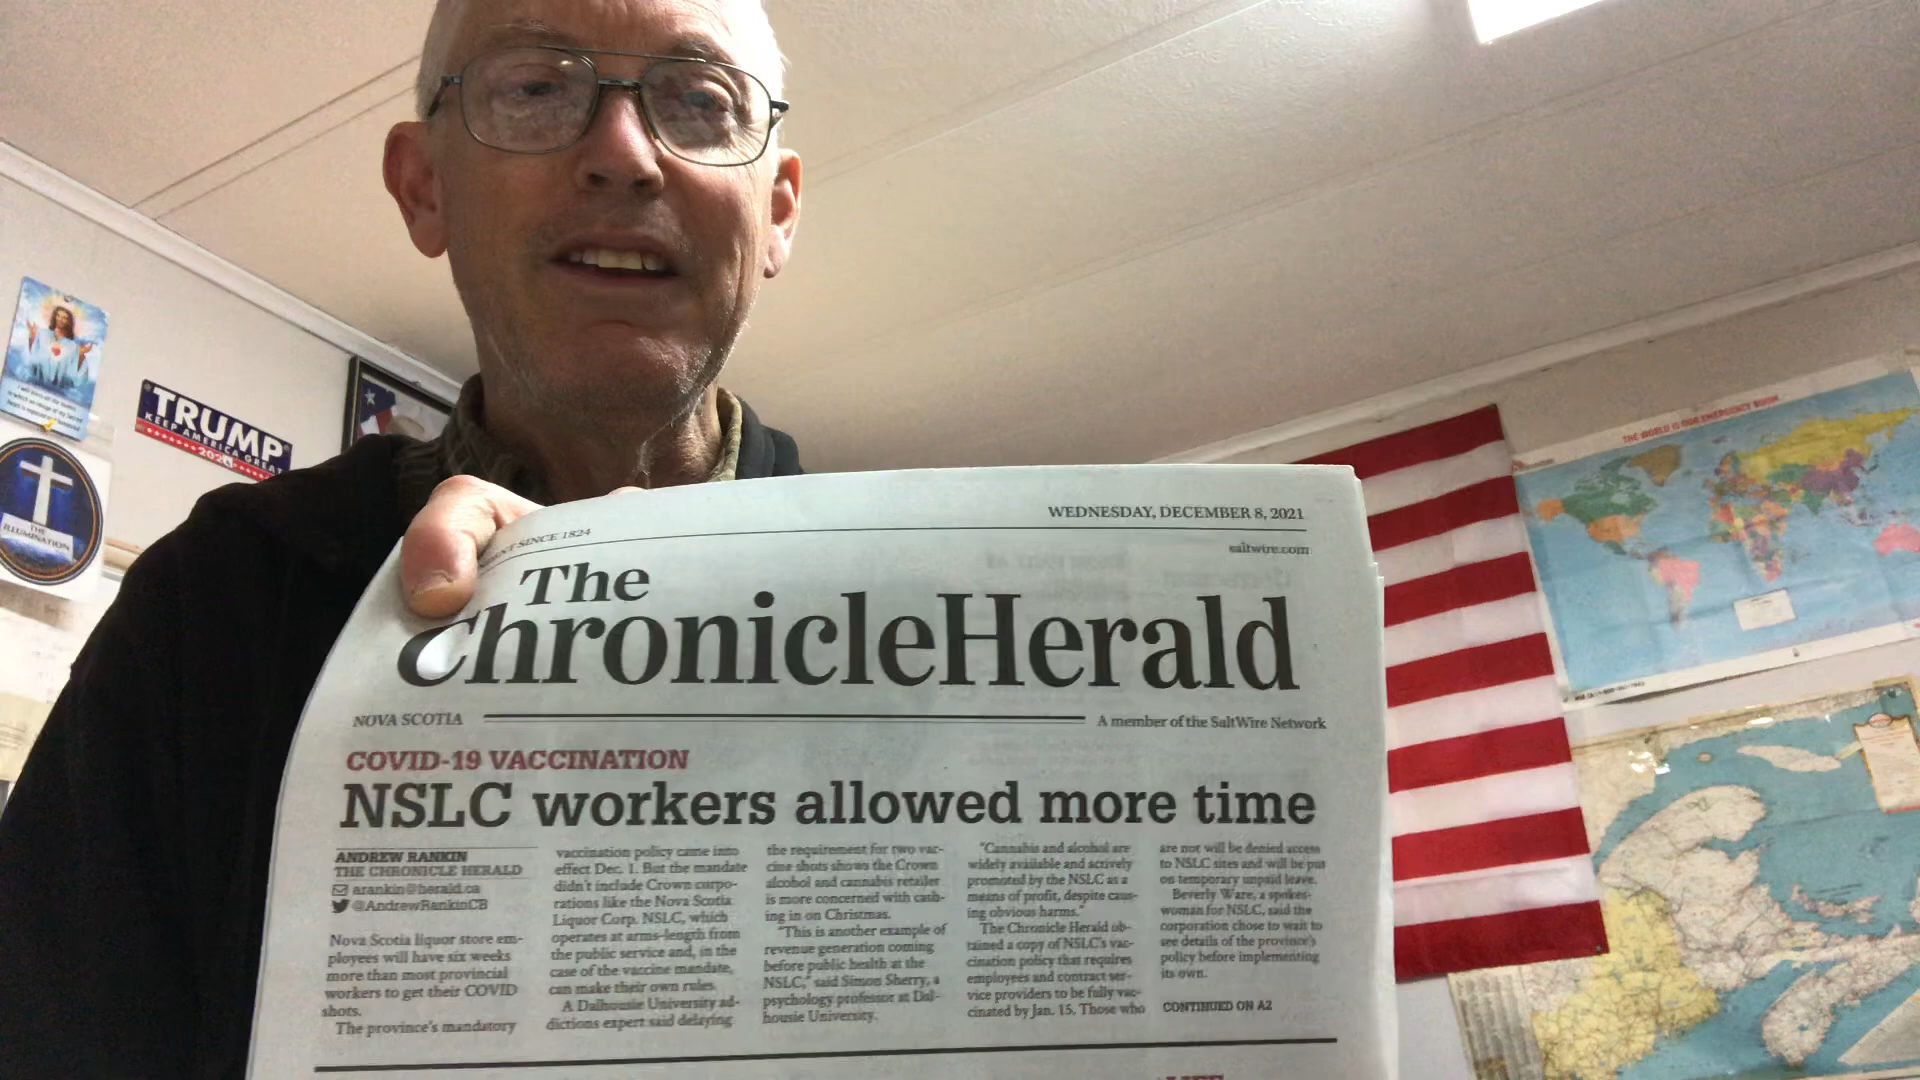 WEDNESDAY, DECEMBER 8, 2021
SINCE 1824
saltwire.com
The
ChronicleHerald
NOVA SCOTIA
A member of the SaltWire Network
COVID-19 VACCINATION
NSLC workers allowed more time
ANDREW RANKIN
THE CHRONICLE HERALD
arankin@herald.ca
@AndrewRankinCB
Nova Scotia liquor store em-
ployees will have six weeks
more than most provincial
workers to get their COVID
shots.
The province's mandatory
vaccination policy came into
effect Dec. 1. But the mandate
didn't include Crown corpo-
rations like the Nova Scotia
Liquor Corp. NSLC, which
operates at arms-length from
the public service and, in the
case of the vaccine mandate,
can make their own rules.
A Dalhousie University ad-
dictions expert said delaying
the requirement for two vac-
cine shots shows the Crown
alcohol and cannabis retailer
is more concerned with cash-
ing in on Christmas.
"This is another example of
revenue generation coming
before public health at the
NSLC," said Simon Sherry, a
psychology professor at Dal-
housie University.
"Cannabis and alcohol are
widely available and actively
promoted by the NSLC as a
means of profit, despite caus-
ing obvious harms."
The Chronicle Herald ob-
tained a copy of NSLC's vac-
cination policy that requires
employees and contract ser-
vice providers to be fully vac-
cinated by Jan. 15. Those who
are not will be denied access
to NSLC sites and will be put
on temporary unpaid leave.
Beverly Ware, a spokes-
woman for NSLC, said the
corporation chose to wait to
see details of the province's
policy before implementing
its own.
CONTINUED ON A2
TRUMP
KEEP AMERICA GREAT
202
THE
ILLUMINATION
THE WORLD IS OUR EMERGENCY ROOM